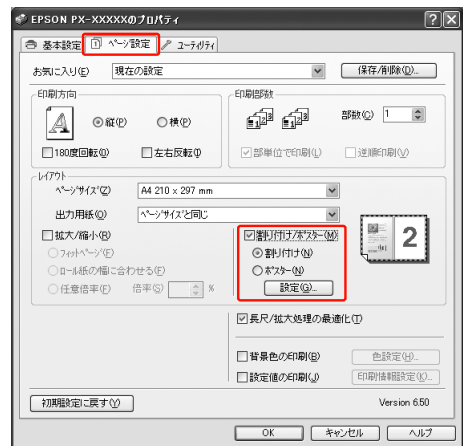 EPSON PX-XXXXXのプロパティ
基本設定 ページ設定 ユーティリティ
お気に入り(E) 現在の設定 保存/削除(D)...
印刷方向
A 縦(P) 横(P)
180度回転(O) 左右反転(I)
印刷部数
部数(C) 1
部単位で印刷(L) 逆順印刷(V)
レイアウト
ページサイズ(Z) A4 210 x 297 mm
出力用紙(O) ページサイズと同じ
拡大/縮小(R)
フィットページ(F)
ロール紙の幅に合わせる(F)
任意倍率(F) 倍率(S) %
割り付け/ポスター(M)
割り付け(N)
ポスター(N)
設定(G)...
2
長尺/拡大処理の最適化(T)
背景色の印刷(B) 色設定(H)...
設定値の印刷(J) 印刷情報設定(K)...
初期設定に戻す(Y) Version 6.50
OK キャンセル ヘルプ